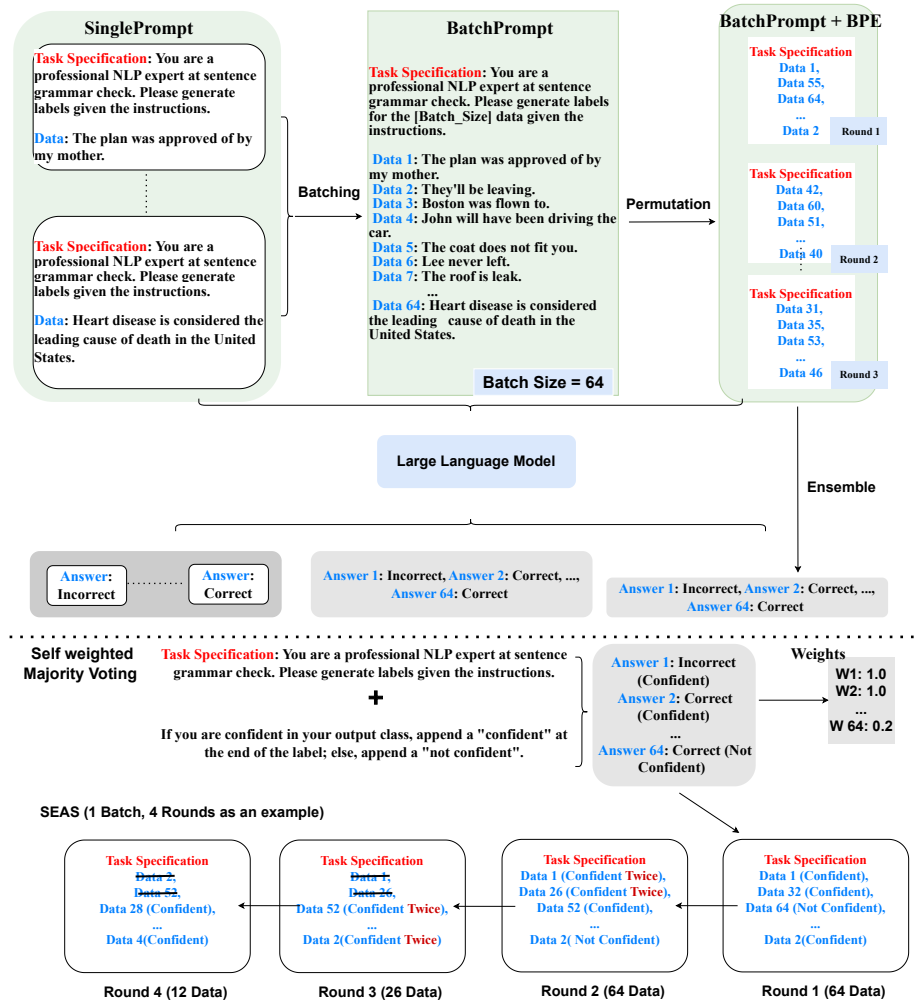 SinglePrompt
Task Specification: You are a
professional NLP expert at sentence
grammar check. Please generate
labels given the instructions.
Data: The plan was approved of by
my mother.
Task Specification: You are a
professional NLP expert at sentence
grammar check. Please generate
labels given the instructions.
Data: Heart disease is considered the
leading cause of death in the United
States.
Batching
BatchPrompt
Task Specification: You are a
professional NLP expert at sentence
grammar check. Please generate labels
for the [Batch_Size] data given the
instructions.
Data 1: The plan was approved of by
my mother.
Data 2: They'll be leaving.
Data 3: Boston was flown to.
Data 4: John will have been driving the
car.
Data 5: The coat does not fit you.
Data 6: Lee never left.
Data 7: The roof is leak.
...
Data 64: Heart disease is considered
the leading cause of death in the
United States.
Batch Size = 64
Permutation
BatchPrompt + BPE
Task Specification
Data 1,
Data 55,
Data 64,
...
Data 2
Round 1
Task Specification
Data 42,
Data 60,
Data 51,
...
Data 40
Round 2
Task Specification
Data 31,
Data 35,
Data 53,
...
Data 46
Round 3
Large Language Model
Ensemble
Answer:
Incorrect
Answer:
Correct
Answer 1: Incorrect, Answer 2: Correct, ...,
Answer 64: Correct
Answer 1: Incorrect, Answer 2: Correct, ...,
Answer 64: Correct
Self weighted
Majority Voting
Task Specification: You are a professional NLP expert at sentence
grammar check. Please generate labels given the instructions.
+
If you are confident in your output class, append a "confident" at
the end of the label; else, append a "not confident".
Answer 1: Incorrect
(Confident)
Answer 2: Correct
(Confident)
...
Answer 64: Correct (Not
Confident)
Weights
W1: 1.0
W2: 1.0
...
W 64: 0.2
SEAS (1 Batch, 4 Rounds as an example)
Task Specification
Data 2,
Data 52,
Data 28 (Confident),
...
Data 4(Confident)
Round 4 (12 Data)
Task Specification
Data 1,
Data 26,
Data 52 (Confident Twice),
...
Data 2(Confident Twice)
Round 3 (26 Data)
Task Specification
Data 1 (Confident Twice),
Data 26 (Confident Twice),
Data 52 (Confident),
...
Data 2( Not Confident)
Round 2 (64 Data)
Task Specification
Data 1 (Confident),
Data 32 (Confident),
Data 64 (Not Confident),
...
Data 2(Confident)
Round 1 (64 Data)